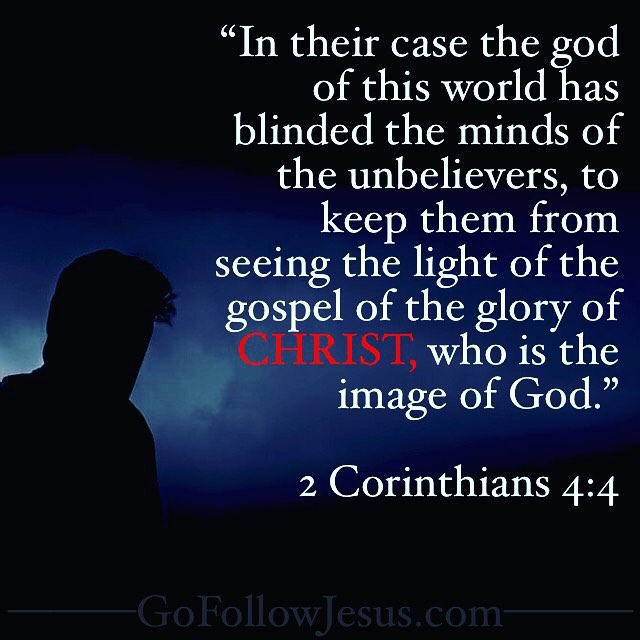 “In their case the god
of this world has
blinded the minds of
the unbelievers, to
keep them from
seeing the light of the
gospel of the glory of
CHRIST, who is the
image of God.”
2 Corinthians 4:4
GoFollowJesus.com